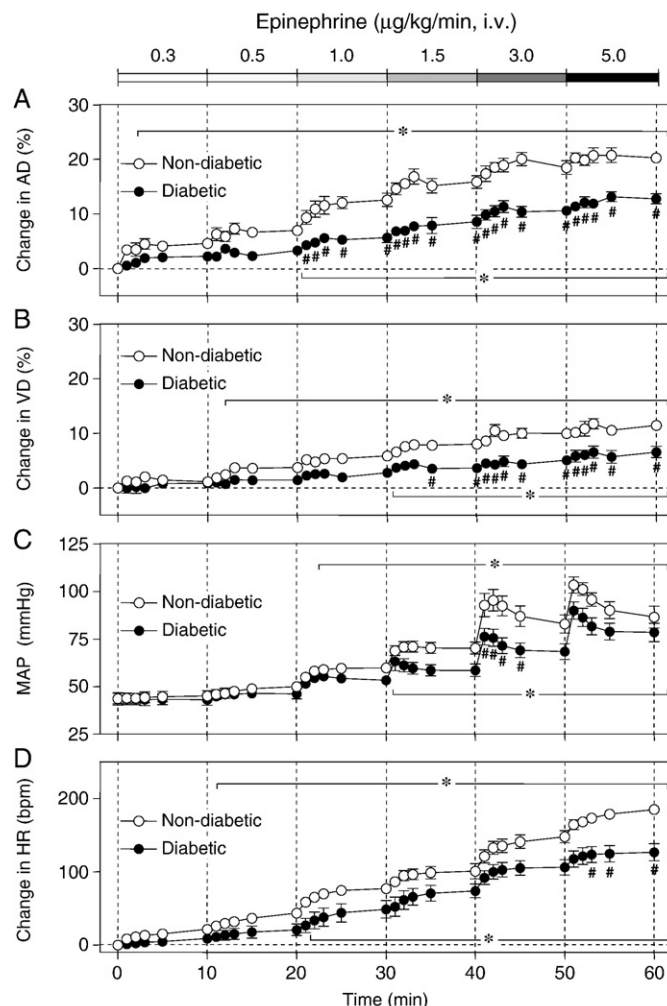 Epinephrine (μg/kg/min, i.v.)
0.3 0.5 1.0 1.5 3.0 5.0
A
Change in AD (%)
30
20
10
0
Non-diabetic
Diabetic
*
# # # # # # # # # # # # # # # # # # # #
*
B
Change in VD (%)
30
20
10
0
Non-diabetic
Diabetic
*
# # # # # # # # # # # #
*
C
MAP (mmHg)
125
100
75
50
25
Non-diabetic
Diabetic
*
# # # #
*
D
Change in HR (bpm)
200
100
0
Non-diabetic
Diabetic
*
# # #
*
0 10 20 30 40 50 60
Time (min)